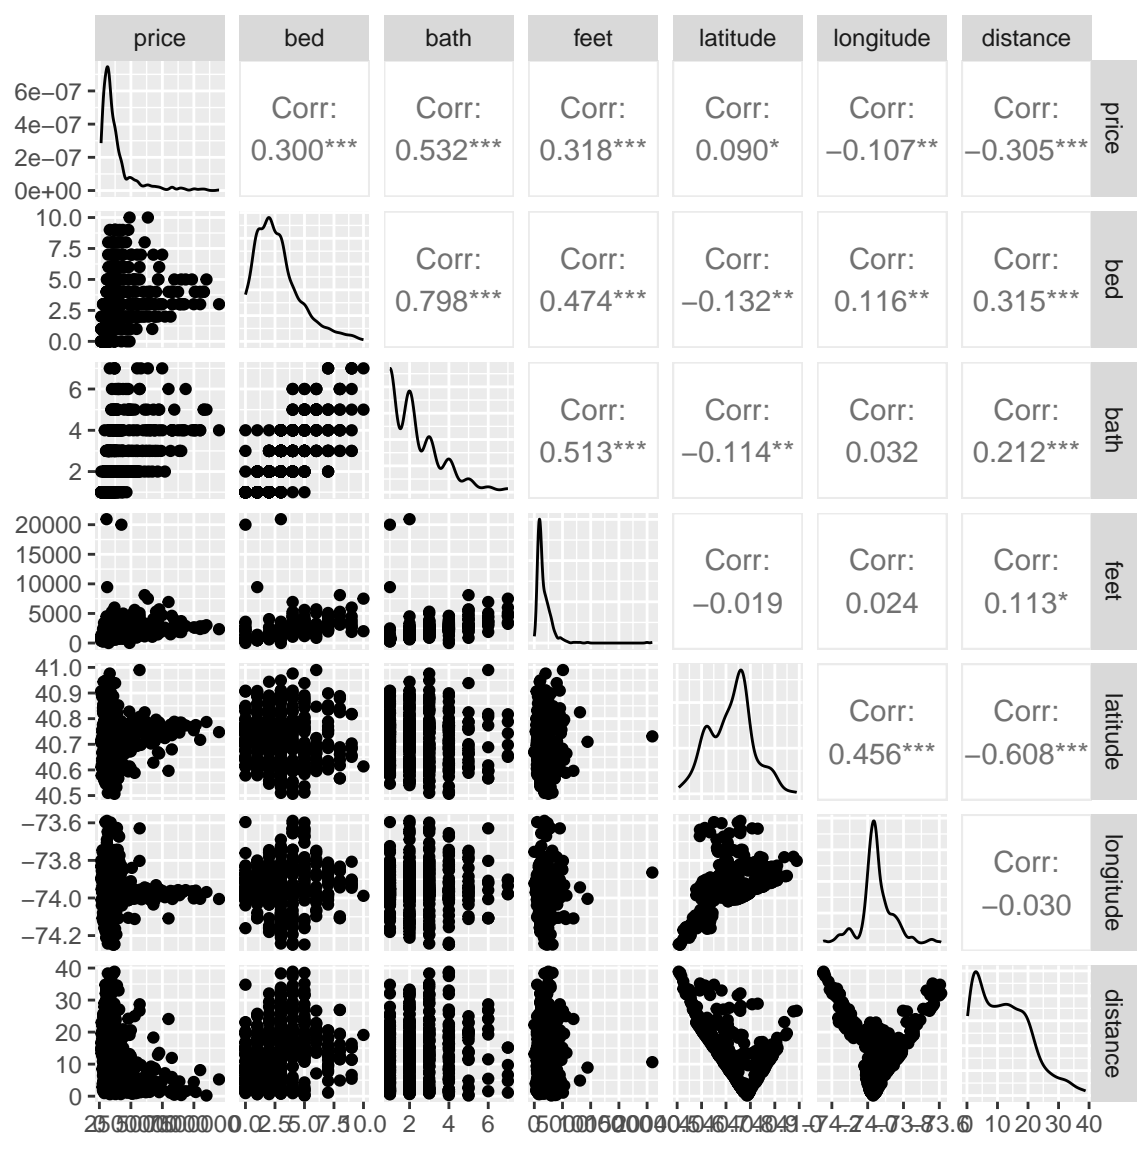 price bed bath feet latitude longitude distance
6e−07
4e−07
2e−07
0e+00
Corr: Corr: Corr: Corr: Corr: Corr:
0.300*** 0.532*** 0.318*** 0.090* −0.107** −0.305***
price
10.0
7.5
5.0
2.5
0.0
Corr: Corr: Corr: Corr: Corr:
0.798*** 0.474*** −0.132** 0.116** 0.315***
bed
6
4
2
Corr: Corr: Corr: Corr:
0.513*** −0.114** 0.032 0.212***
bath
20000
15000
10000
5000
0
Corr: Corr: Corr:
−0.019 0.024 0.113*
feet
41.0
40.9
40.8
40.7
40.6
40.5
Corr: Corr:
0.456*** −0.608***
latitude
−73.6
−73.8
−74.0
−74.2
Corr:
−0.030
longitude
40
30
20
10
0
distance
2 4 6 0 10 20 30 40